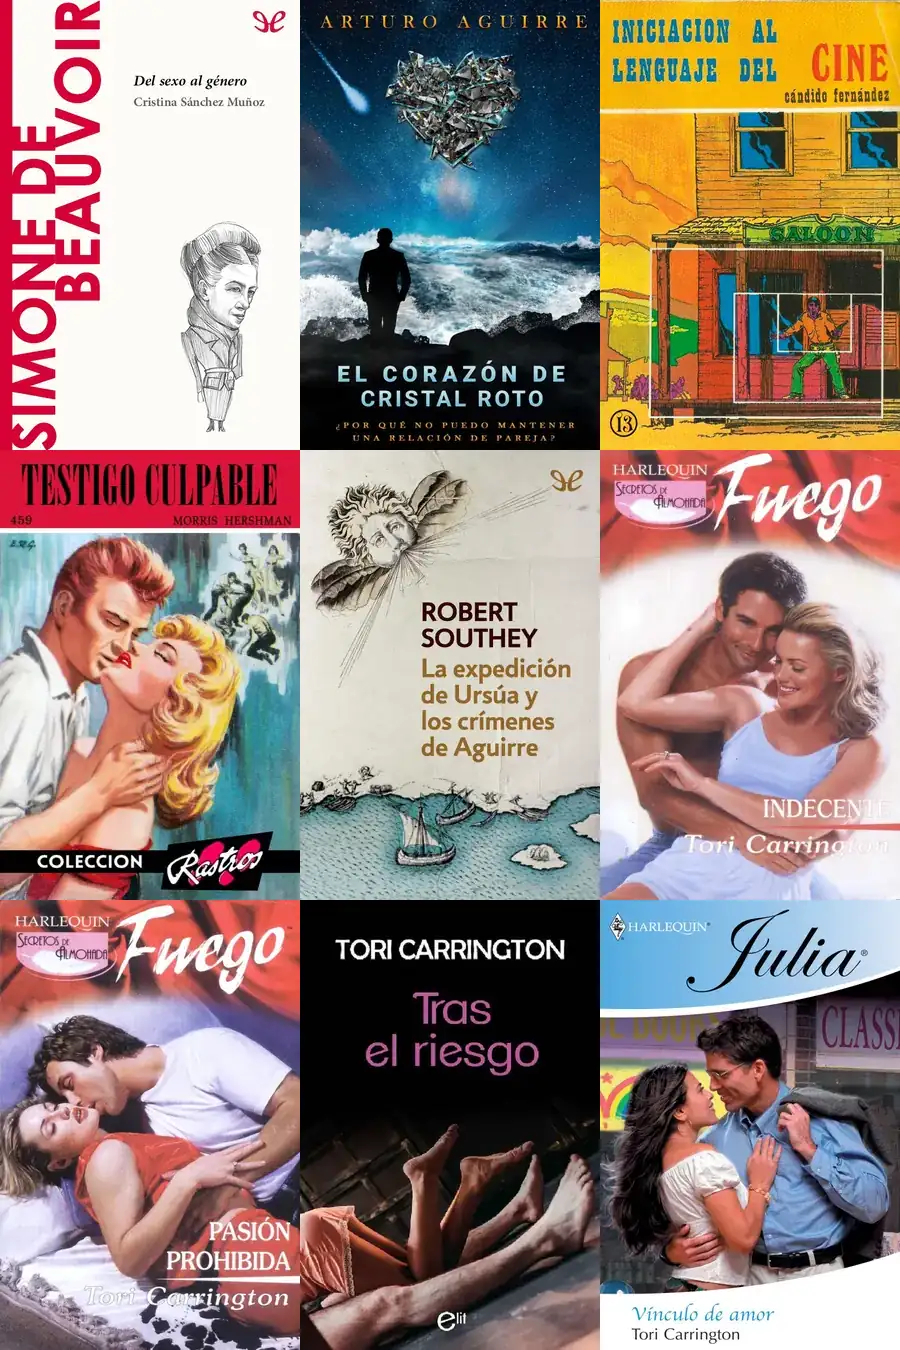 SIMONE DE
BEAUVOIR
Del sexo al género
Cristina Sánchez Muñoz
ARTURO AGUIRRE
EL CORAZÓN DE
CRISTAL ROTO
¿POR QUÉ NO PUEDO MANTENER
UNA RELACIÓN DE PAREJA?
INICIACION AL
LENGUAJE DEL CINE
cándido fernández
SALOON
13
TESTIGO CULPABLE
459 MORRIS HERSHMAN
COLECCION Rastros
ROBERT
SOUTHEY
La expedición
de Ursúa y
los crímenes
de Aguirre
HARLEQUIN
SECRETOS DE
ALMOHADA
Fuego
INDECENTE
Tori Carrington
HARLEQUIN
SECRETOS DE
ALMOHADA
Fuego
PASIÓN
PROHIBIDA
Tori Carrington
TORI CARRINGTON
Tras
el riesgo
elit
HARLEQUIN®
Julia®
CLASSI
Vínculo de amor
Tori Carrington